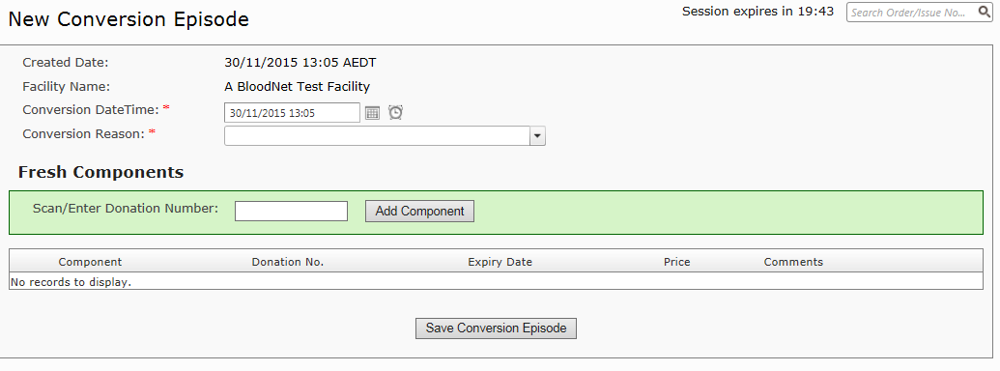 New Conversion Episode
Session expires in 19:43
Search Order/Issue No...
Created Date: 30/11/2015 13:05 AEDT
Facility Name: A BloodNet Test Facility
Conversion DateTime: * 30/11/2015 13:05
Conversion Reason: *
Fresh Components
Scan/Enter Donation Number: Add Component
Component Donation No. Expiry Date Price Comments
No records to display.
Save Conversion Episode